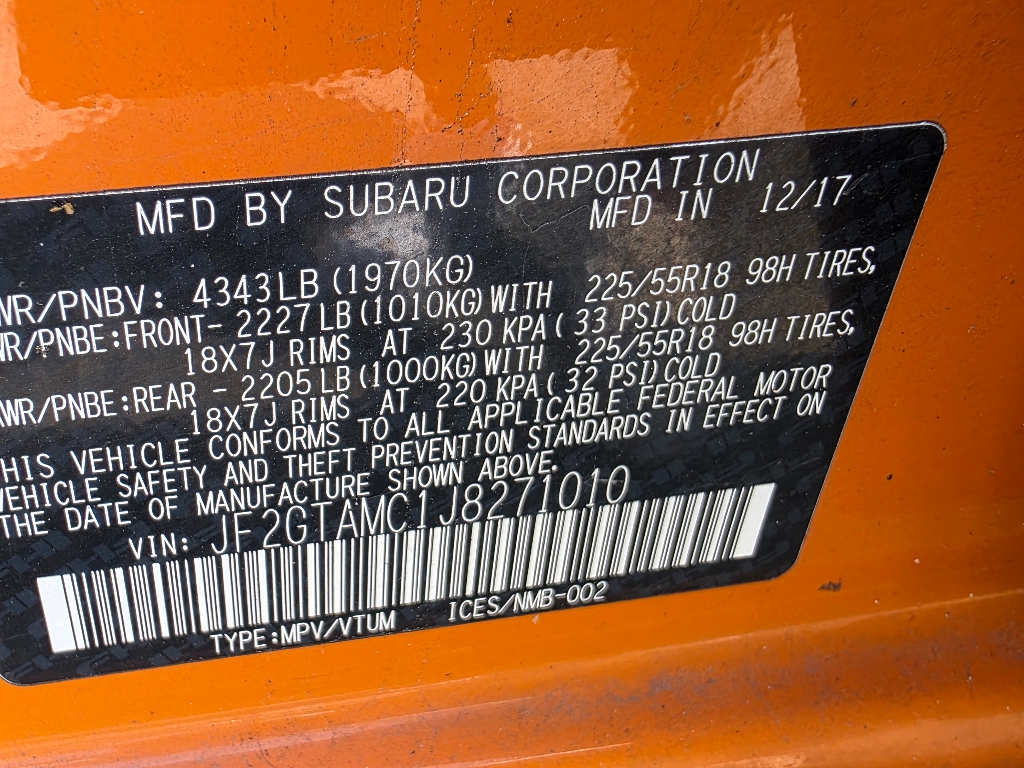 MFD BY SUBARU CORPORATION
MFD IN 12/17
WR/PNBV: 4343LB (1970KG)
WR/PNBE:FRONT- 2227LB (1010KG) WITH 225/55R18 98H TIRES,
18X7J RIMS AT 230 KPA ( 33 PSI) COLD
WR/PNBE:REAR - 2205LB (1000KG) WITH 225/55R18 98H TIRES,
18X7J RIMS AT 220 KPA ( 32 PSI) COLD
THIS VEHICLE CONFORMS TO ALL APPLICABLE FEDERAL MOTOR
VEHICLE SAFETY AND THEFT PREVENTION STANDARDS IN EFFECT ON
THE DATE OF MANUFACTURE SHOWN ABOVE.
VIN: JF2GTAMC1J8271010
TYPE:MPV/VTUM ICES/NMB-002